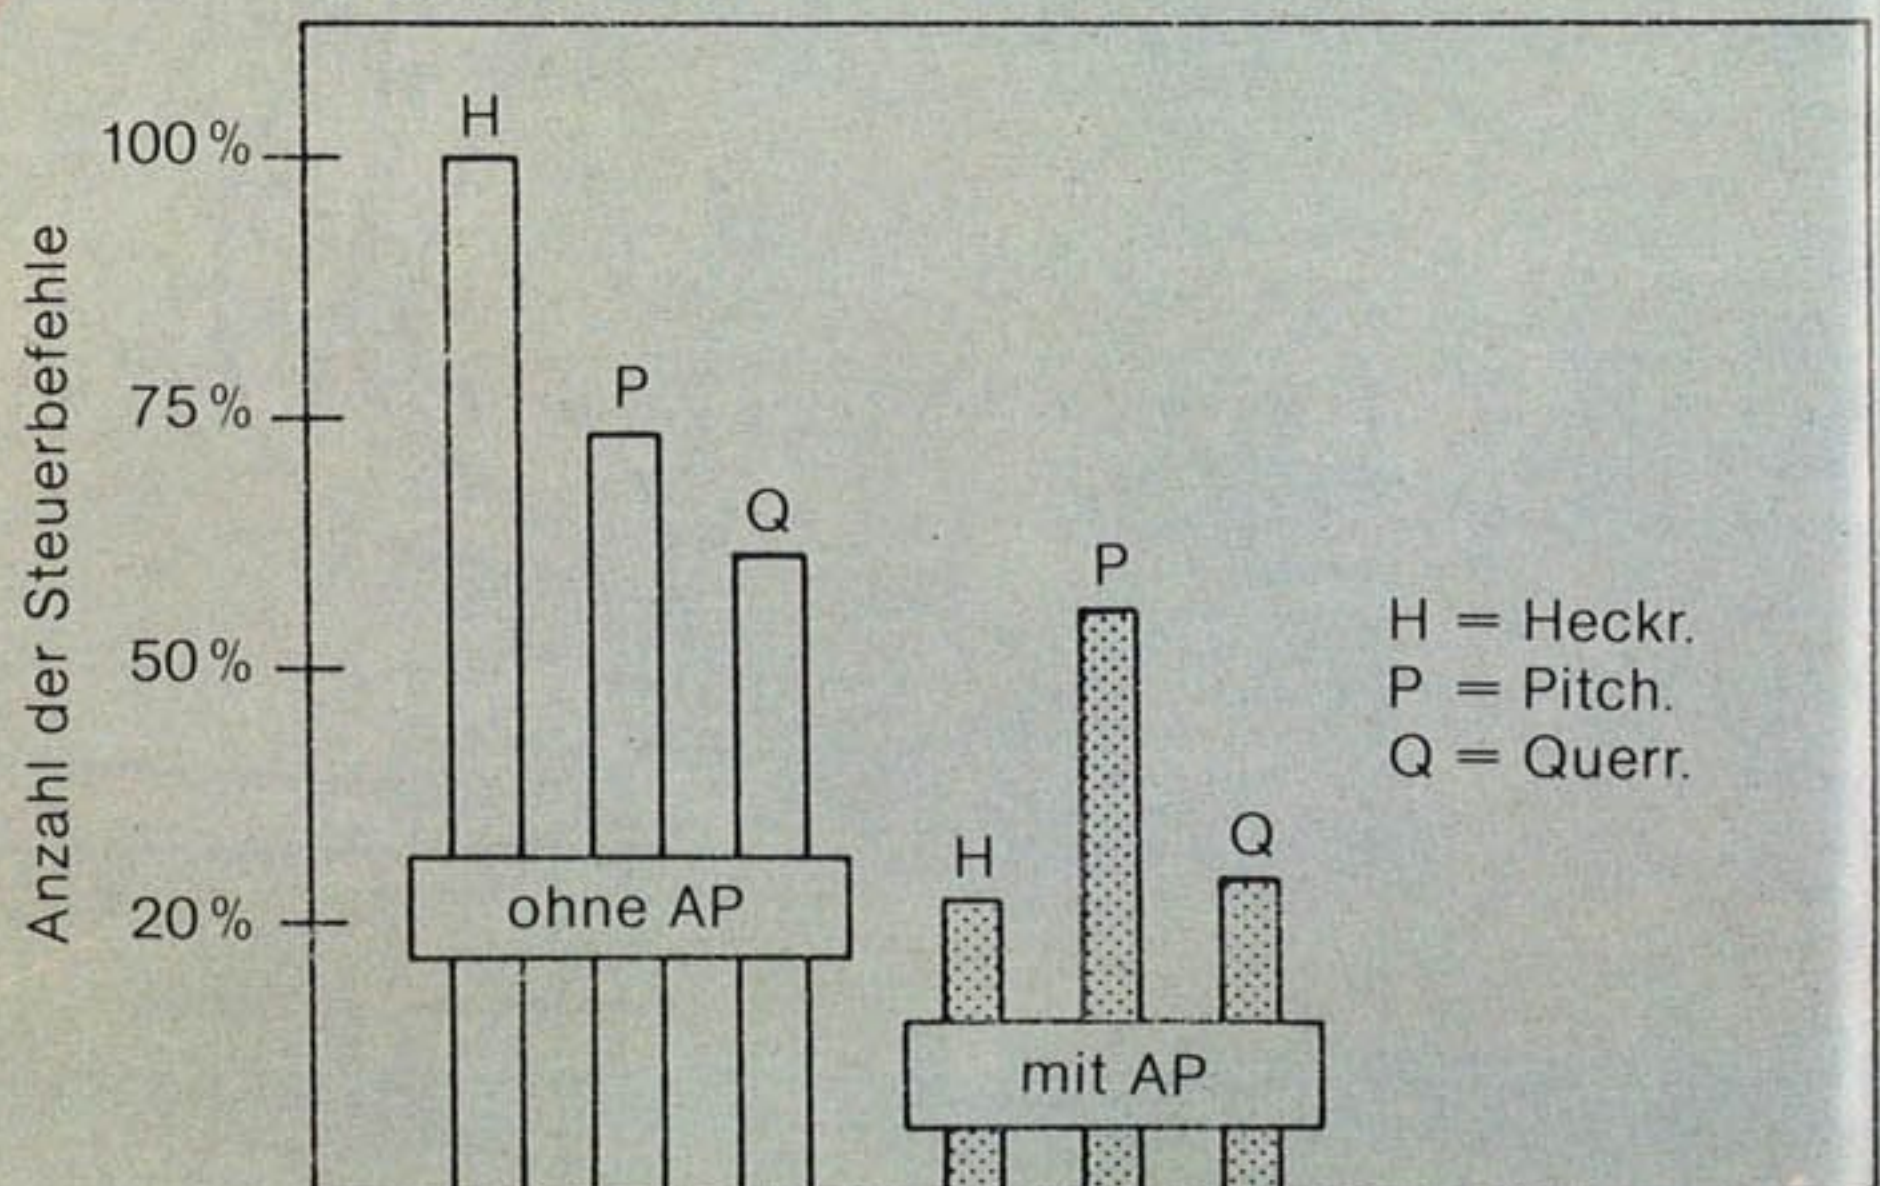 Anzahl der Steuerbefehle
100 %
75 %
50 %
20 %
H
P
Q
ohne AP
H
P
Q
mit AP
H = Heckr.
P = Pitch.
Q = Querr.